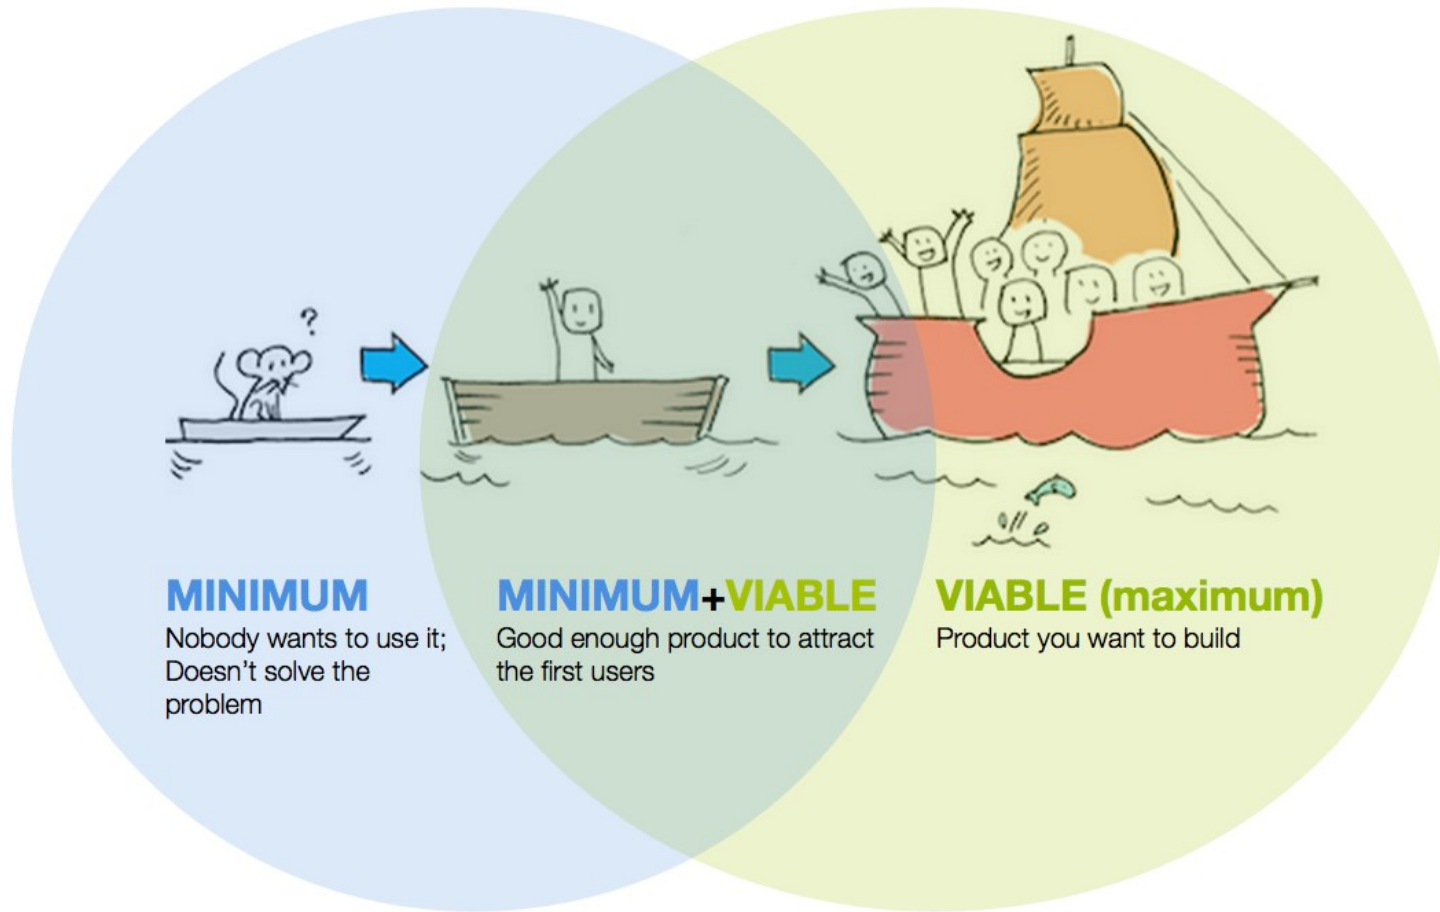 ?
MINIMUM
Nobody wants to use it;
Doesn't solve the
problem
MINIMUM+VIABLE
Good enough product to attract
the first users
VIABLE (maximum)
Product you want to build